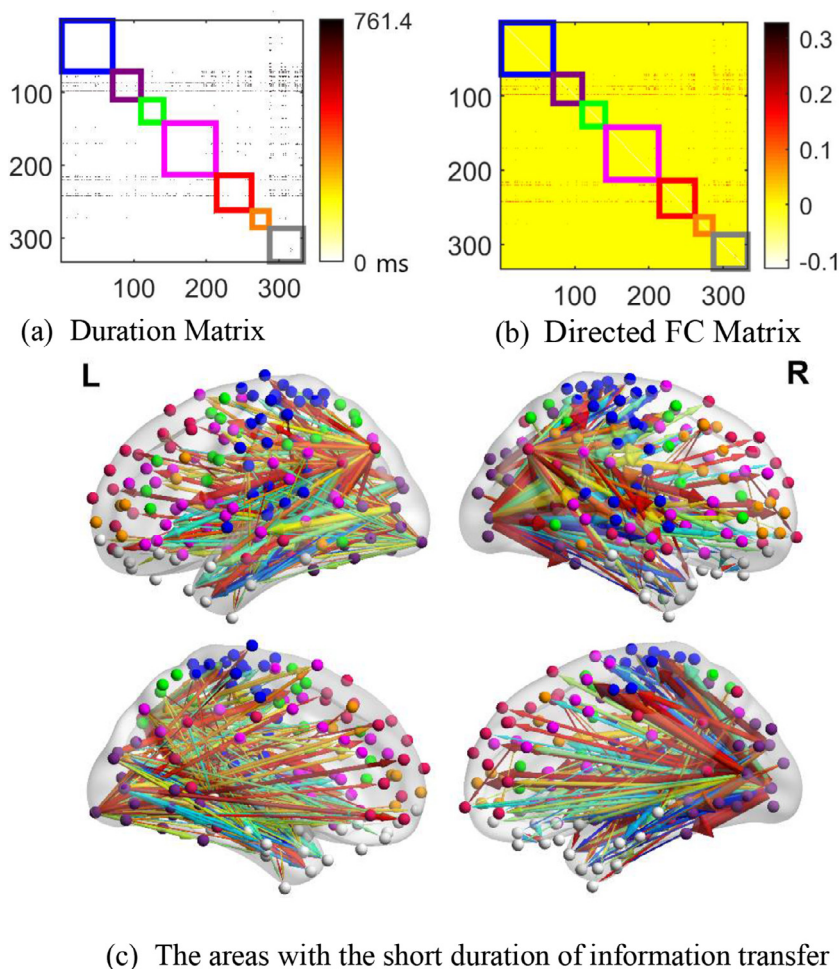 761.4
100
200
300
0 ms
100 200 300
(a) Duration Matrix
0.3
100
0.2
0.1
200
0
300
-0.1
100 200 300
(b) Directed FC Matrix
L
R
(c) The areas with the short duration of information transfer